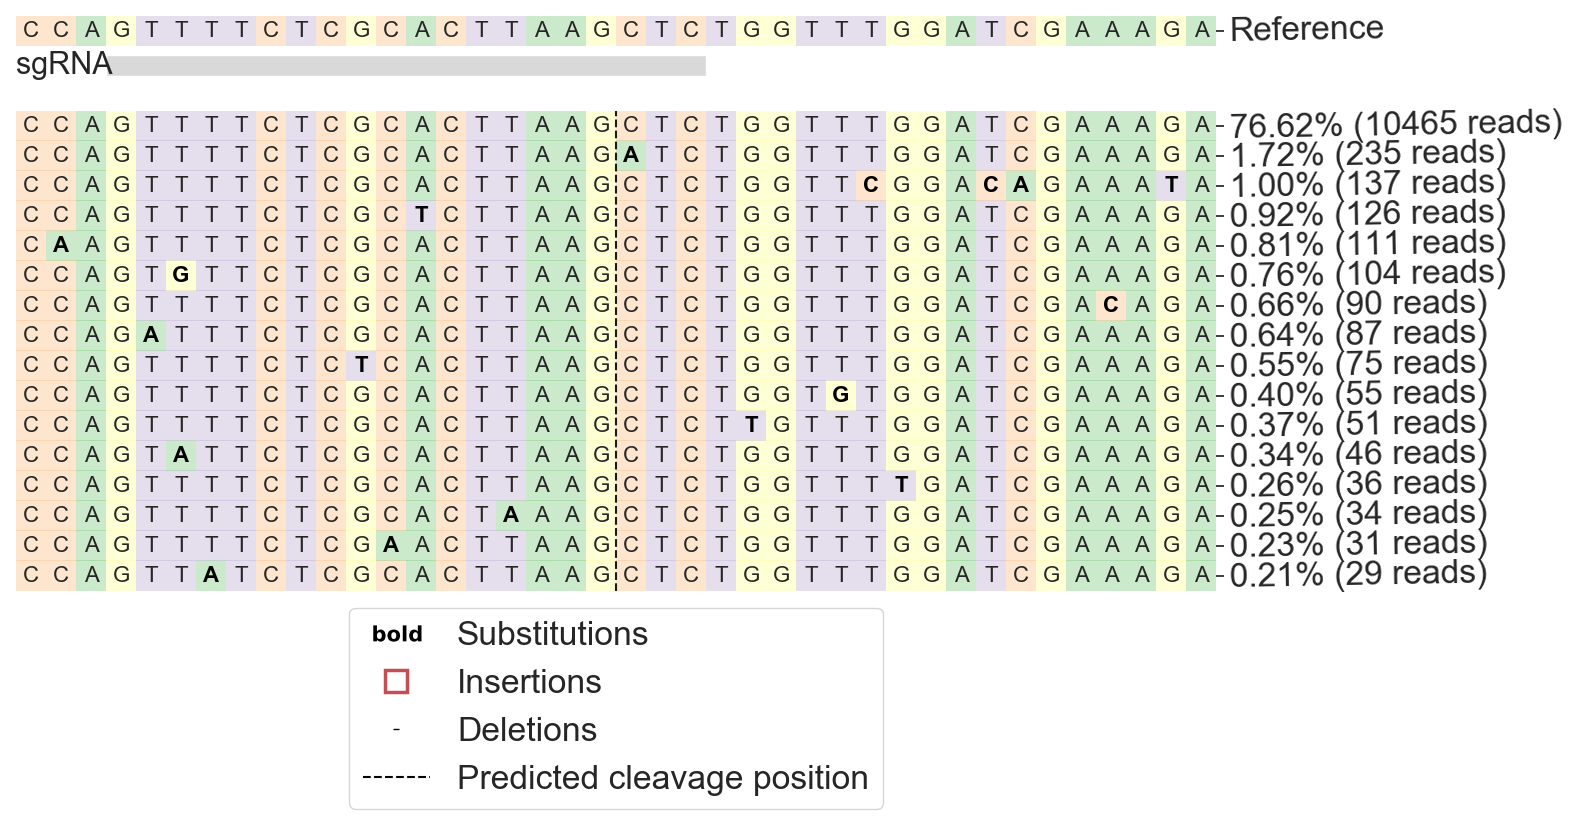 C C A G T T T T C T C G C A C T T A A G C T C T G G T T T G G A T C G A A A G A Reference
sgRNA
C C A G T T T T C T C G C A C T T A A G C T C T G G T T T G G A T C G A A A G A 76.62% (10465 reads)
C C A G T T T T C T C G C A C T T A A G A T C T G G T T T G G A T C G A A A G A 1.72% (235 reads)
C C A G T T T T C T C G C A C T T A A G C T C T G G T T C G G A C A G A A A T A 1.00% (137 reads)
C C A G T T T T C T C G C T C T T A A G C T C T G G T T T G G A T C G A A A G A 0.92% (126 reads)
C A A G T T T T C T C G C A C T T A A G C T C T G G T T T G G A T C G A A A G A 0.81% (111 reads)
C C A G T G T T C T C G C A C T T A A G C T C T G G T T T G G A T C G A A A G A 0.76% (104 reads)
C C A G T T T T C T C G C A C T T A A G C T C T G G T T T G G A T C G A C A G A 0.66% (90 reads)
C C A G A T T T C T C G C A C T T A A G C T C T G G T T T G G A T C G A A A G A 0.64% (87 reads)
C C A G T T T T C T C T C A C T T A A G C T C T G G T T T G G A T C G A A A G A 0.55% (75 reads)
C C A G T T T T C T C G C A C T T A A G C T C T G G T G T G G A T C G A A A G A 0.40% (55 reads)
C C A G T T T T C T C G C A C T T A A G C T C T T G T T T G G A T C G A A A G A 0.37% (51 reads)
C C A G T A T T C T C G C A C T T A A G C T C T G G T T T G G A T C G A A A G A 0.34% (46 reads)
C C A G T T T T C T C G C A C T T A A G C T C T G G T T T T G A T C G A A A G A 0.26% (36 reads)
C C A G T T T T C T C G C A C T A A A G C T C T G G T T T G G A T C G A A A G A 0.25% (34 reads)
C C A G T T T T C T C G A A C T T A A G C T C T G G T T T G G A T C G A A A G A 0.23% (31 reads)
C C A G T T A T C T C G C A C T T A A G C T C T G G T T T G G A T C G A A A G A 0.21% (29 reads)
bold Substitutions
Insertions
- Deletions
Predicted cleavage position